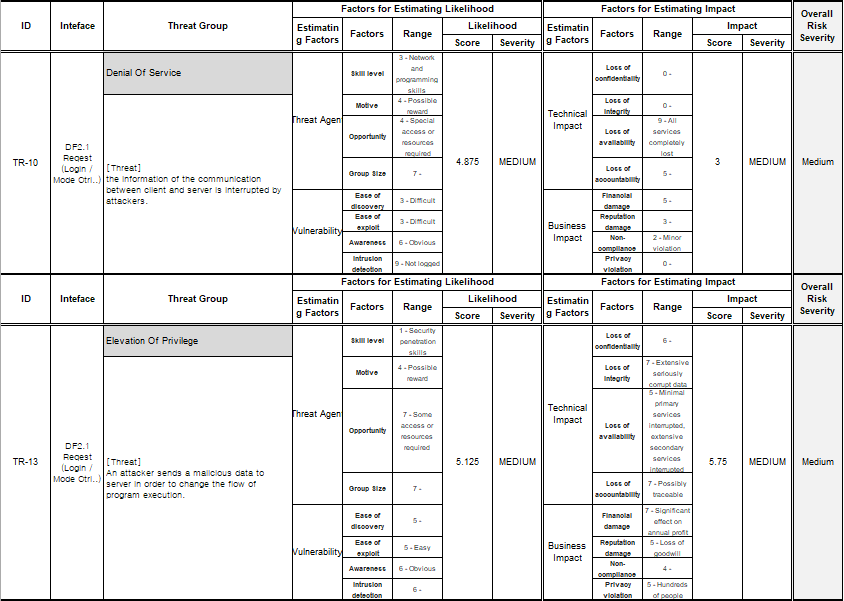 ID
Inteface
Threat Group
Factors for Estimating Likelihood
Factors for Estimating Impact
Overall
Risk
Severity
Estimatin
g Factors
Factors
Range
Likelihood
Score
Severity
Estimatin
g Factors
Factors
Range
Impact
Score
Severity
TR-10
DF2.1
Reqest
(Login /
Mode Ctrl..)
Denial Of Service
[Threat]
the information of the communication
between client and server is interrupted by
attackers.
Threat Agen
Skill level
3 - Network
and
programming
skills
Motive
4 - Possible
reward
Opportunity
4 - Special
access or
resources
required
Group Size
7 -
Vulnerability
Ease of
discovery
3 - Difficult
Ease of
exploit
3 - Difficult
Awareness
6 - Obvious
Intrusion
detection
9 - Not logged
4.875
MEDIUM
Technical
Impact
Loss of
confidentiality
0 -
Loss of
Integrity
0 -
Loss of
availability
9 - All
services
completely
lost
Loss of
accountability
5 -
Business
Impact
Financial
damage
5 -
Reputation
damage
3 -
Non-
compliance
2 - Minor
violation
Privacy
violation
0 -
3
MEDIUM
Medium
ID
Inteface
Threat Group
Factors for Estimating Likelihood
Factors for Estimating Impact
Overall
Risk
Severity
Estimatin
g Factors
Factors
Range
Likelihood
Score
Severity
Estimatin
g Factors
Factors
Range
Impact
Score
Severity
TR-13
DF2.1
Reqest
(Login /
Mode Ctrl..)
Elevation Of Privilege
[Threat]
An attacker sends a malicious data to
server in order to change the flow of
program execution.
Threat Agen
Skill level
1 - Security
penetration
skills
Motive
4 - Possible
reward
Opportunity
7 - Some
access or
resources
required
Group Size
7 -
Vulnerability
Ease of
discovery
5 -
Ease of
exploit
5 - Easy
Awareness
6 - Obvious
Intrusion
detection
6 -
5.125
MEDIUM
Technical
Impact
Loss of
confidentiality
6 -
Loss of
Integrity
7 - Extensive
seriously
corrupt data
Loss of
availability
5 - Minimal
primary
services
interrupted,
extensive
secondary
services
interrupted
Loss of
accountability
7 - Possibly
traceable
Business
Impact
Financial
damage
7 - Significant
effect on
annual profit
Reputation
damage
5 - Loss of
goodwill
Non-
compliance
4 -
Privacy
violation
5 - Hundreds
of people
5.75
MEDIUM
Medium